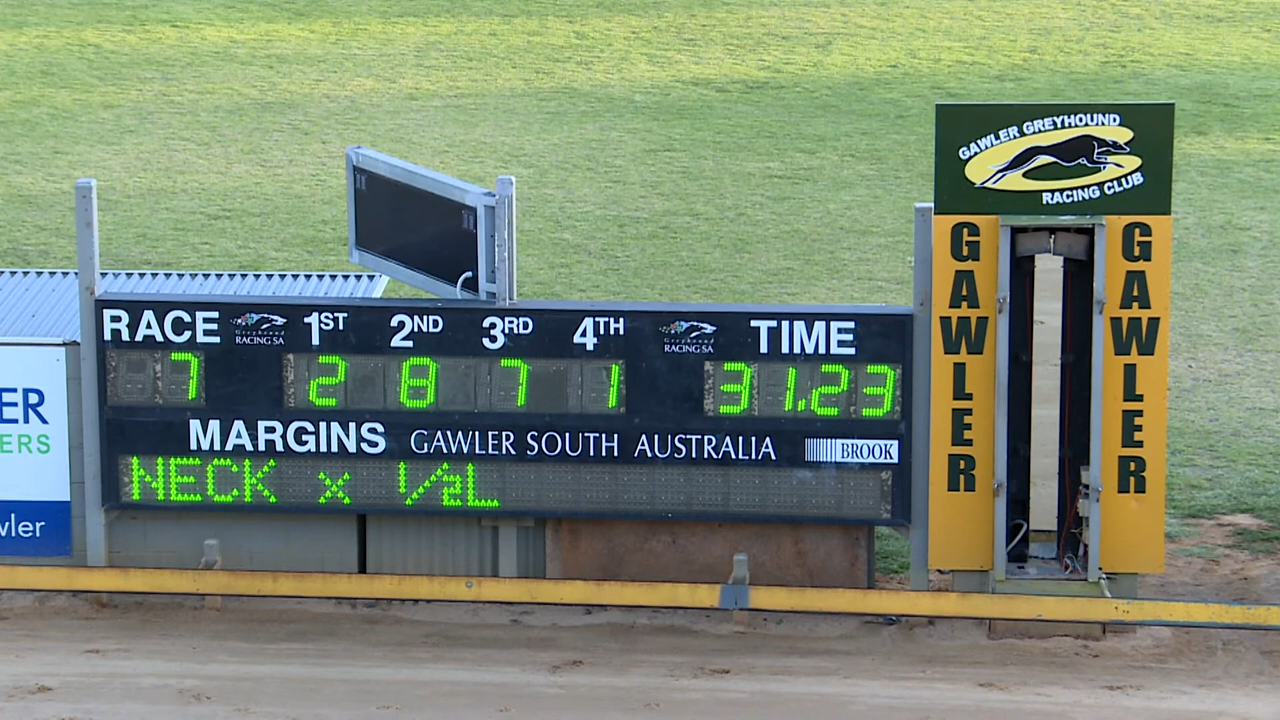 GAWLER GREYHOUND
RACING CLUB
GAWLER
GAWLER
RACE 1ST 2ND 3RD 4TH TIME
Greyhound
RACING SA
Greyhound
RACING SA
7 2 8 7 1 31.23
MARGINS GAWLER SOUTH AUSTRALIA BROOK
NECK x 1/2L
ER
ERS
wler